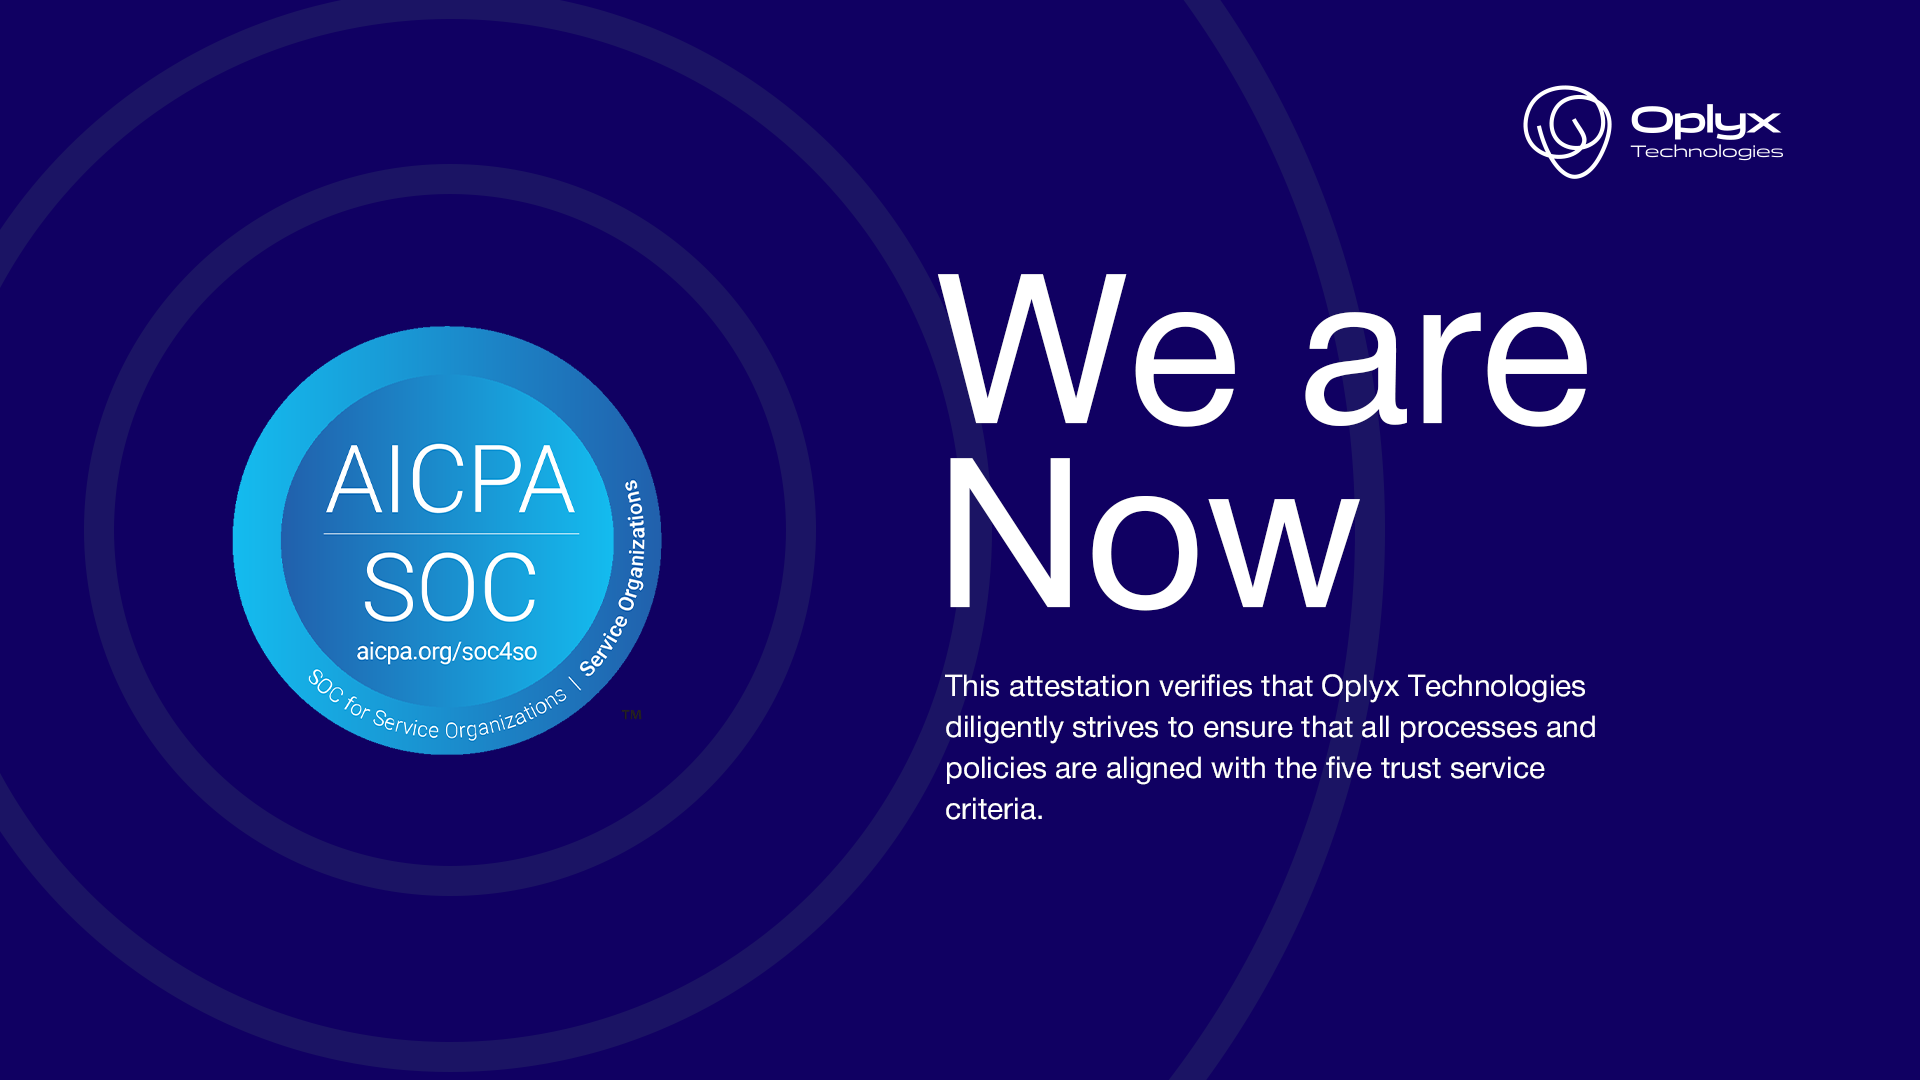 Oplyx
Technologies
We are
Now
This attestation verifies that Oplyx Technologies
diligently strives to ensure that all processes and
policies are aligned with the five trust service
criteria.
AICPA
SOC
aicpa.org/soc4so
SOC for Service Organizations | Service Organizations
TM